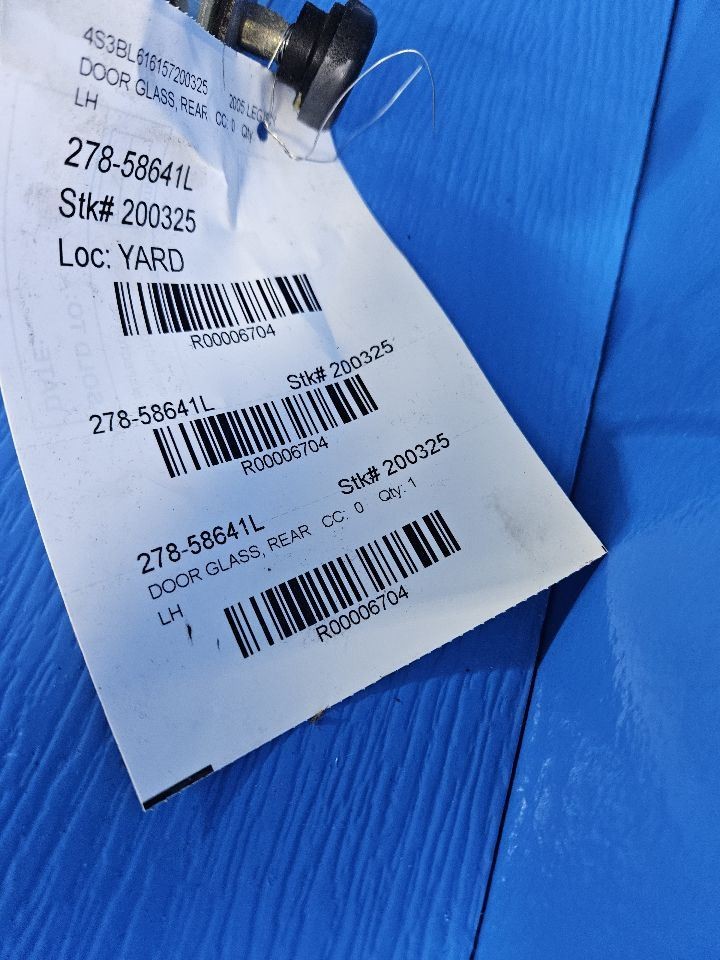 4S3BL616157200325 2005
DOOR GLASS, REAR CC: 0 Qty
LH
278-58641L
Stk# 200325
Loc: YARD
R00006704
278-58641L Stk# 200325
R00006704
278-58641L Stk# 200325
DOOR GLASS, REAR CC: 0 Qty: 1
LH
R00006704